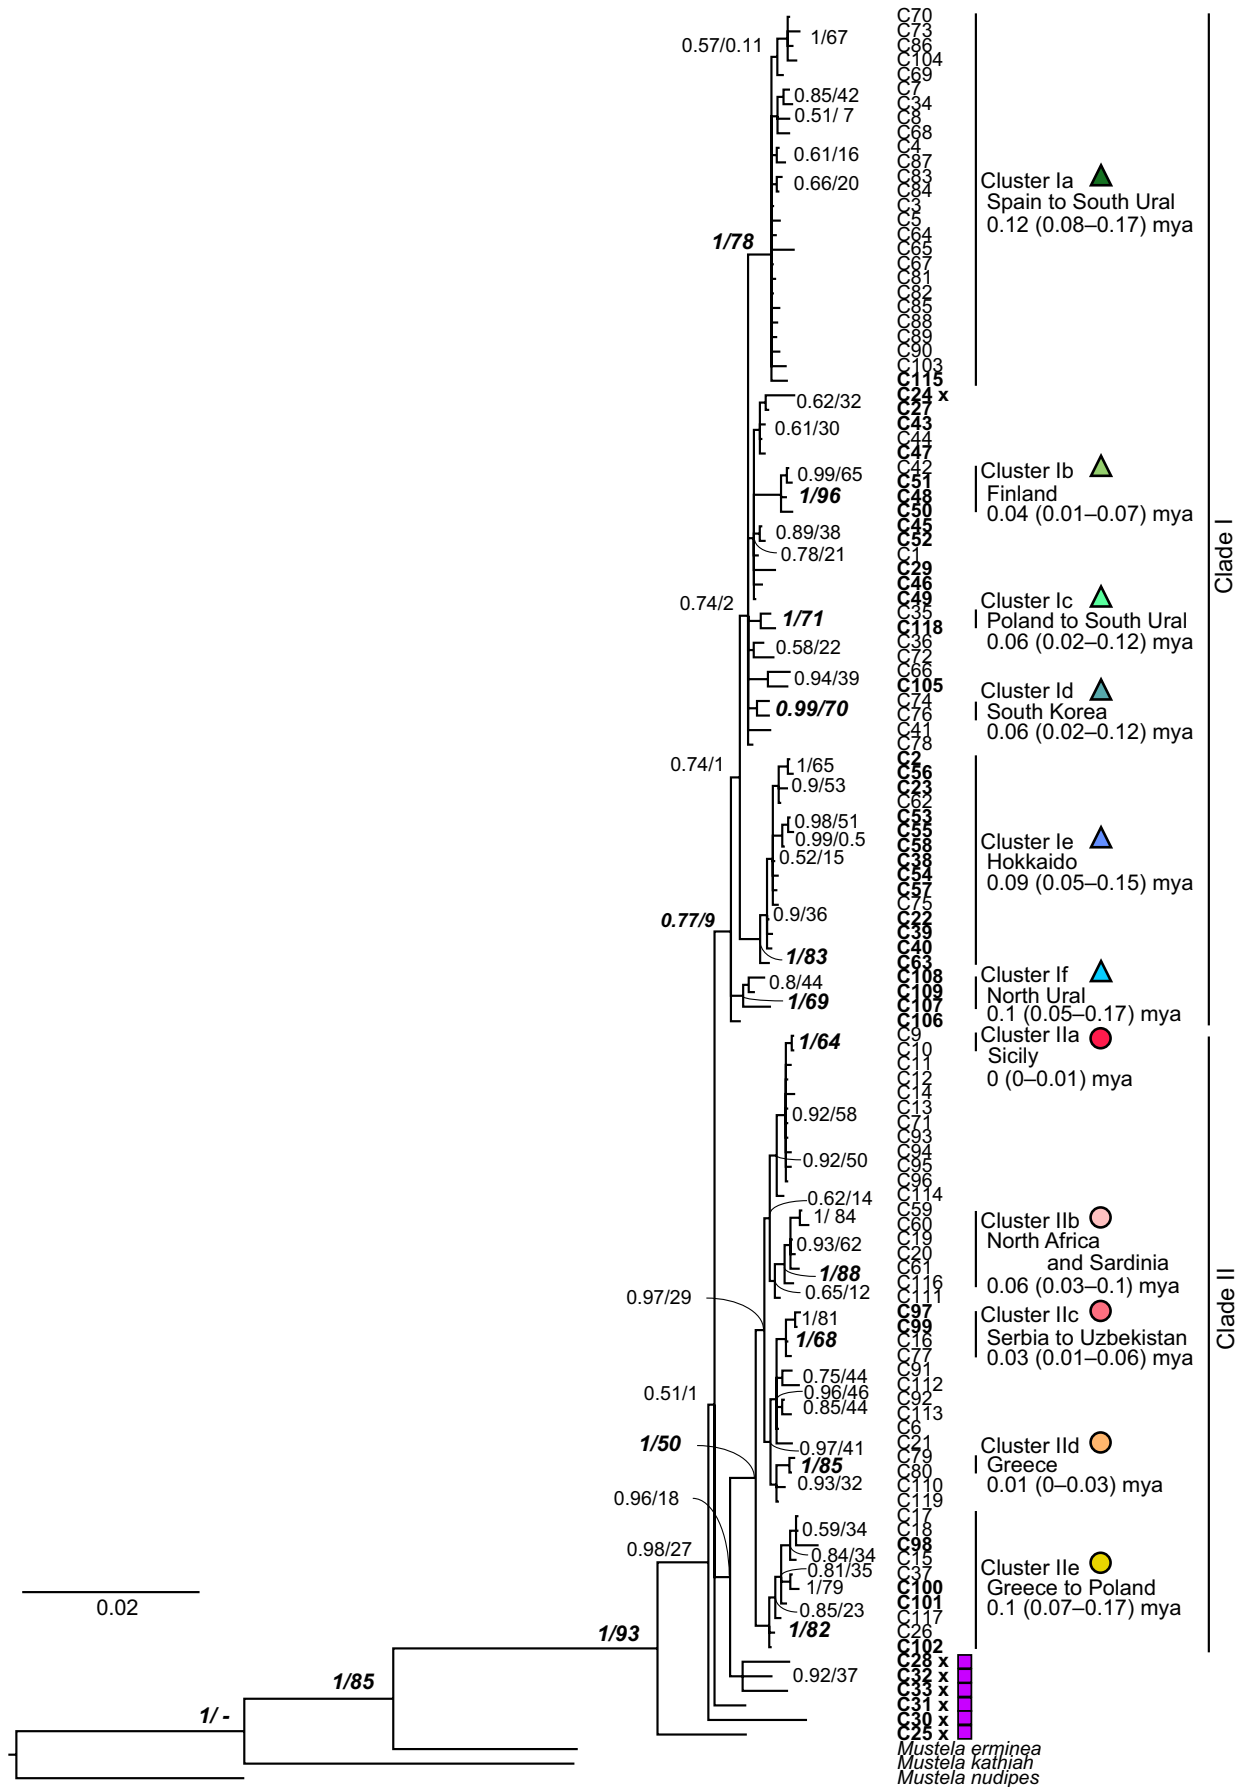 C70
C73
1/67
0.57/0.11
C86
C104
C69
C7
0.85/42
C34
0.51/ 7
C8
C68
C4
0.61/16
C87
C83
0.66/20
C84
C3
C5
C64
1/78
C65
C67
C81
C82
C85
C88
C89
C90
C103
C115
Cluster Ia
Spain to South Ural
0.12 (0.08–0.17) mya
C24 x
0.62/32
C27
C43
0.61/30
C44
C47
C42
0.99/65
C51
1/96
C48
C50
Cluster Ib
Finland
0.04 (0.01–0.07) mya
C45
0.89/38
C52
0.78/21
C1
C29
C46
C49
0.74/2
C35
1/71
C118
Cluster Ic
Poland to South Ural
0.06 (0.02–0.12) mya
C36
0.58/22
C72
C66
0.94/39
C105
C74
0.99/70
C76
Cluster Id
South Korea
0.06 (0.02–0.12) mya
C41
C78
0.74/1
C2
1/65
C56
0.9/53
C23
C62
C53
0.98/51
C55
0.99/0.5
C58
0.52/15
C38
C54
C57
C75
0.9/36
C22
C39
C40
1/83
C63
Cluster Ie
Hokkaido
0.09 (0.05–0.15) mya
0.77/9
C108
0.8/44
C109
1/69
C107
C106
Cluster If
North Ural
0.1 (0.05–0.17) mya
Clade I
C9
1/64
C10
Cluster IIa
Sicily
0 (0–0.01) mya
C11
C12
C14
C13
0.92/58
C71
C93
C94
0.92/50
C95
C96
C114
0.62/14
C59
1/ 84
C60
C19
0.93/62
C20
C61
1/88
C116
0.65/12
C111
Cluster IIb
North Africa
and Sardinia
0.06 (0.03–0.1) mya
0.97/29
C97
1/81
C99
1/68
C16
C77
Cluster IIc
Serbia to Uzbekistan
0.03 (0.01–0.06) mya
C91
0.75/44
C112
0.96/46
C92
0.85/44
C113
C6
C21
0.97/41
C79
1/85
C80
0.93/32
C110
C119
Cluster IId
Greece
0.01 (0–0.03) mya
0.51/1
1/50
0.96/18
C17
0.59/34
C18
C98
0.84/34
C15
0.81/35
C37
1/79
C100
C101
0.85/23
C117
1/82
C26
C102
Cluster IIe
Greece to Poland
0.1 (0.07–0.17) mya
Clade II
0.98/27
0.02
1/93
C28 x
0.92/37
C32 x
C33 x
C31 x
C30 x
C25 x
1/85
1/ -
Mustela erminea
Mustela kathiah
Mustela nudipes